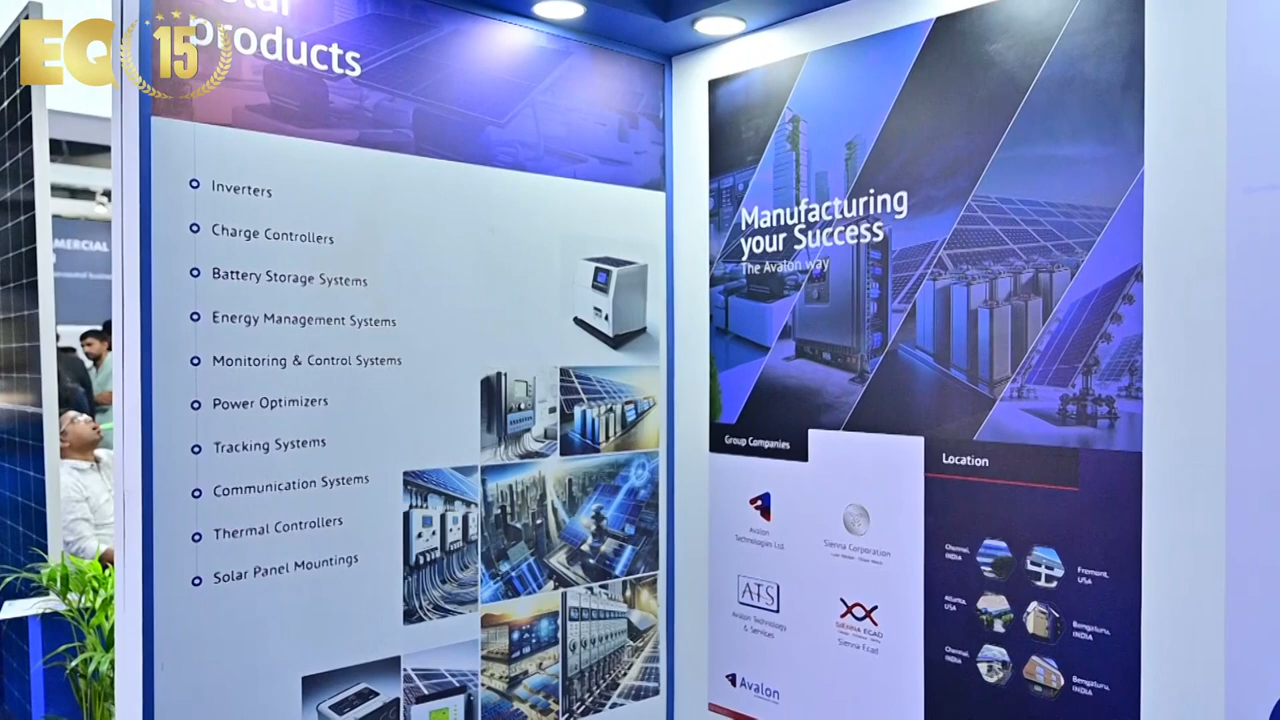 EQ 15
products
Inverters
Charge Controllers
Battery Storage Systems
Energy Management Systems
Monitoring & Control Systems
Power Optimizers
Tracking Systems
Communication Systems
Thermal Controllers
Solar Panel Mountings
MERCIAL
Manufacturing
your Success
The Avalon way
Group Companies
Avalon
Technologies Ltd.
Sienna Corporation
ATS
Avalon Technology
& Services
SIENNA ECAD
Sienna Ecad
Avalon
Location
Chennai,
INDIA
Fremont,
USA
Atlanta,
USA
Bengaluru,
INDIA
Chennai,
INDIA
Bengaluru,
INDIA